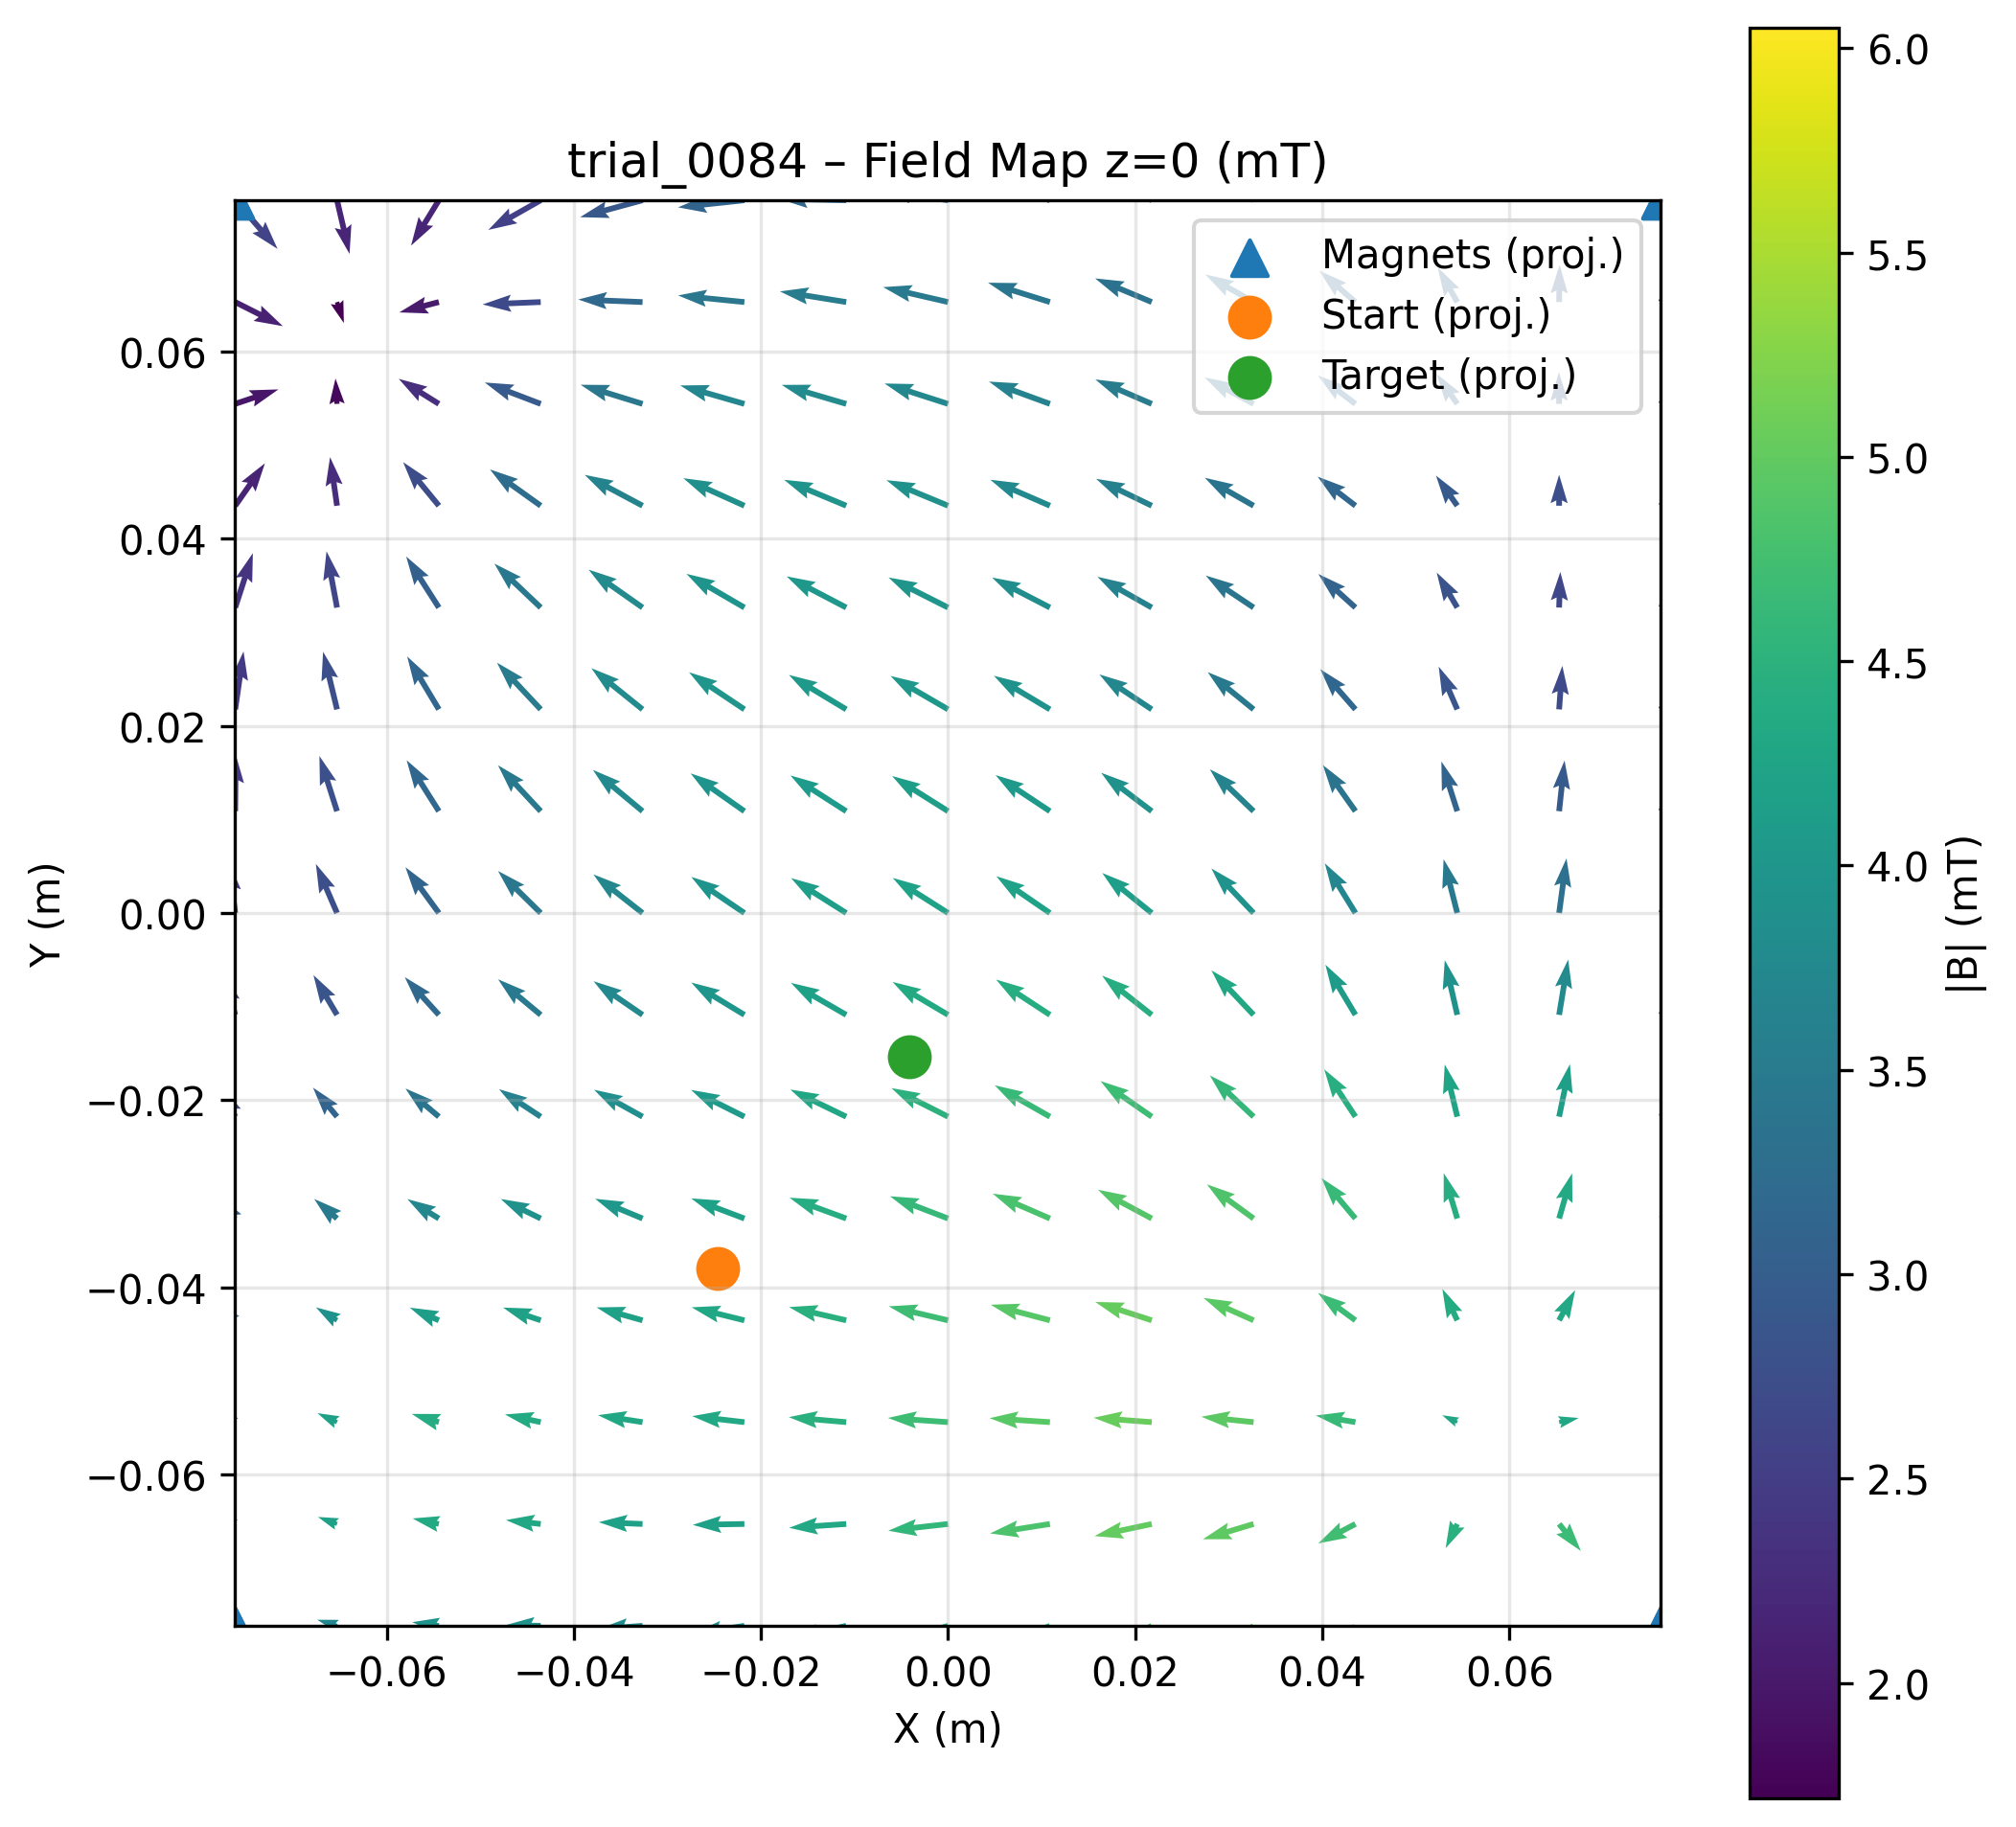 trial_0084 – Field Map z=0 (mT)
Magnets (proj.)
Start (proj.)
Target (proj.)
0.06
0.04
0.02
0.00
−0.02
−0.04
−0.06
Y (m)
−0.06 −0.04 −0.02 0.00 0.02 0.04 0.06
X (m)
6.0
5.5
5.0
4.5
4.0
3.5
3.0
2.5
2.0
|B| (mT)